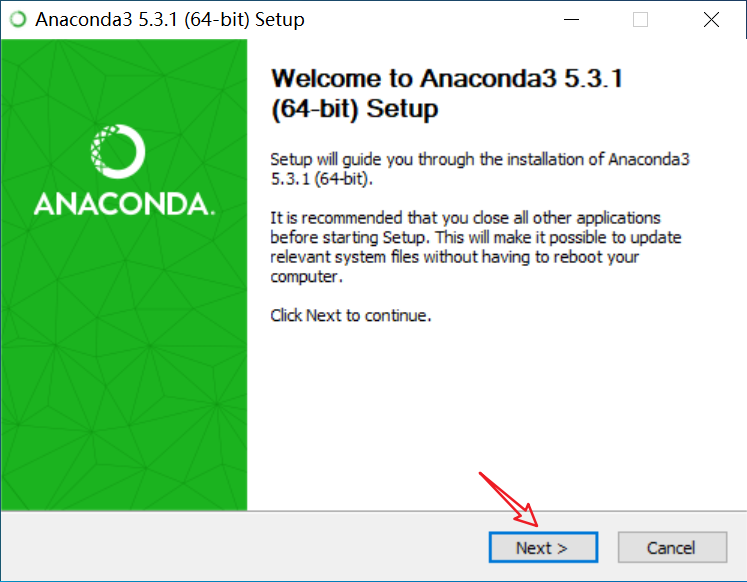 Anaconda3 5.3.1 (64-bit) Setup
ANACONDA.
Welcome to Anaconda3 5.3.1
(64-bit) Setup
Setup will guide you through the installation of Anaconda3
5.3.1 (64-bit).
It is recommended that you close all other applications
before starting Setup. This will make it possible to update
relevant system files without having to reboot your
computer.
Click Next to continue.
Next >
Cancel